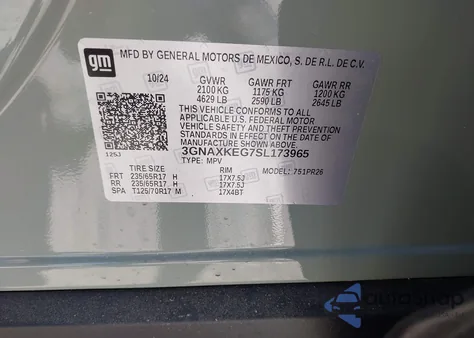 gm
MFD BY GENERAL MOTORS DE MEXICO, S. DE R.L. DE C.V.
10/24 GVWR GAWR FRT GAWR RR
2100 KG 1175 KG 1200 KG
4629 LB 2590 LB 2645 LB
THIS VEHICLE CONFORMS TO ALL
APPLICABLE U.S. FEDERAL MOTOR
VEHICLE SAFETY AND THEFT PREVENTION
STANDARDS IN EFFECT ON THE DATE OF
MANUFACTURE SHOWN ABOVE.
3GNAXKEG7SL173965
125J TYPE: MPV MODEL: 751PR26
TIRE SIZE RIM
FRT 235/65R17 H 17X7.5J
RR 235/65R17 H 17X7.5J
SPA T125/70R17 M 17X4BT